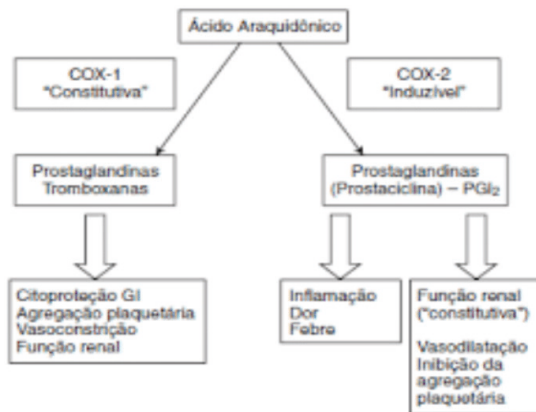 Ácido Araquidônico
COX-1
"Constitutiva"
COX-2
"Induzível"
Prostaglandinas
Tromboxanas
Prostaglandinas
(Prostaciclina) – PGI₂
Citoproteção GI
Agregação plaquetária
Vasoconstrição
Função renal
Inflamação
Dor
Febre
Função renal
("constitutiva")
Vasodilatação
Inibição da
agregação
plaquetária